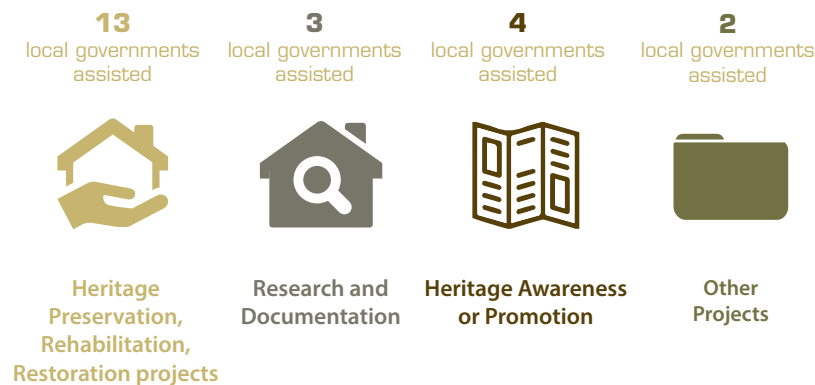 13
local governments
assisted
3
local governments
assisted
4
local governments
assisted
2
local governments
assisted
Heritage
Preservation,
Rehabilitation,
Restoration projects
Research and
Documentation
Heritage Awareness
or Promotion
Other
Projects